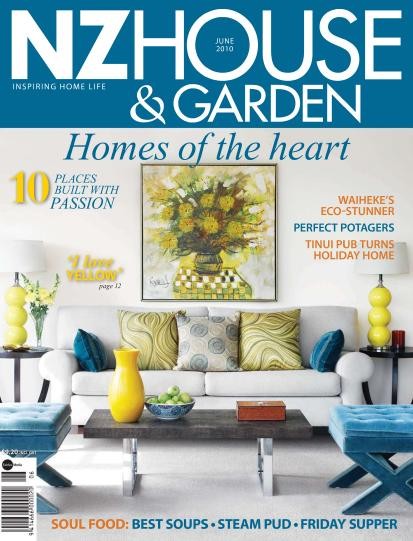 NZHOUSE
JUNE
2010
INSPIRING HOME LIFE
& GARDEN
Homes of the heart
10 PLACES
BUILT WITH
PASSION
WAIHEKE'S
ECO-STUNNER
PERFECT POTAGERS
TINUI PUB TURNS
HOLIDAY HOME
"I love
YELLOW"
page 12
SOUL FOOD: BEST SOUPS • STEAM PUD • FRIDAY SUPPER